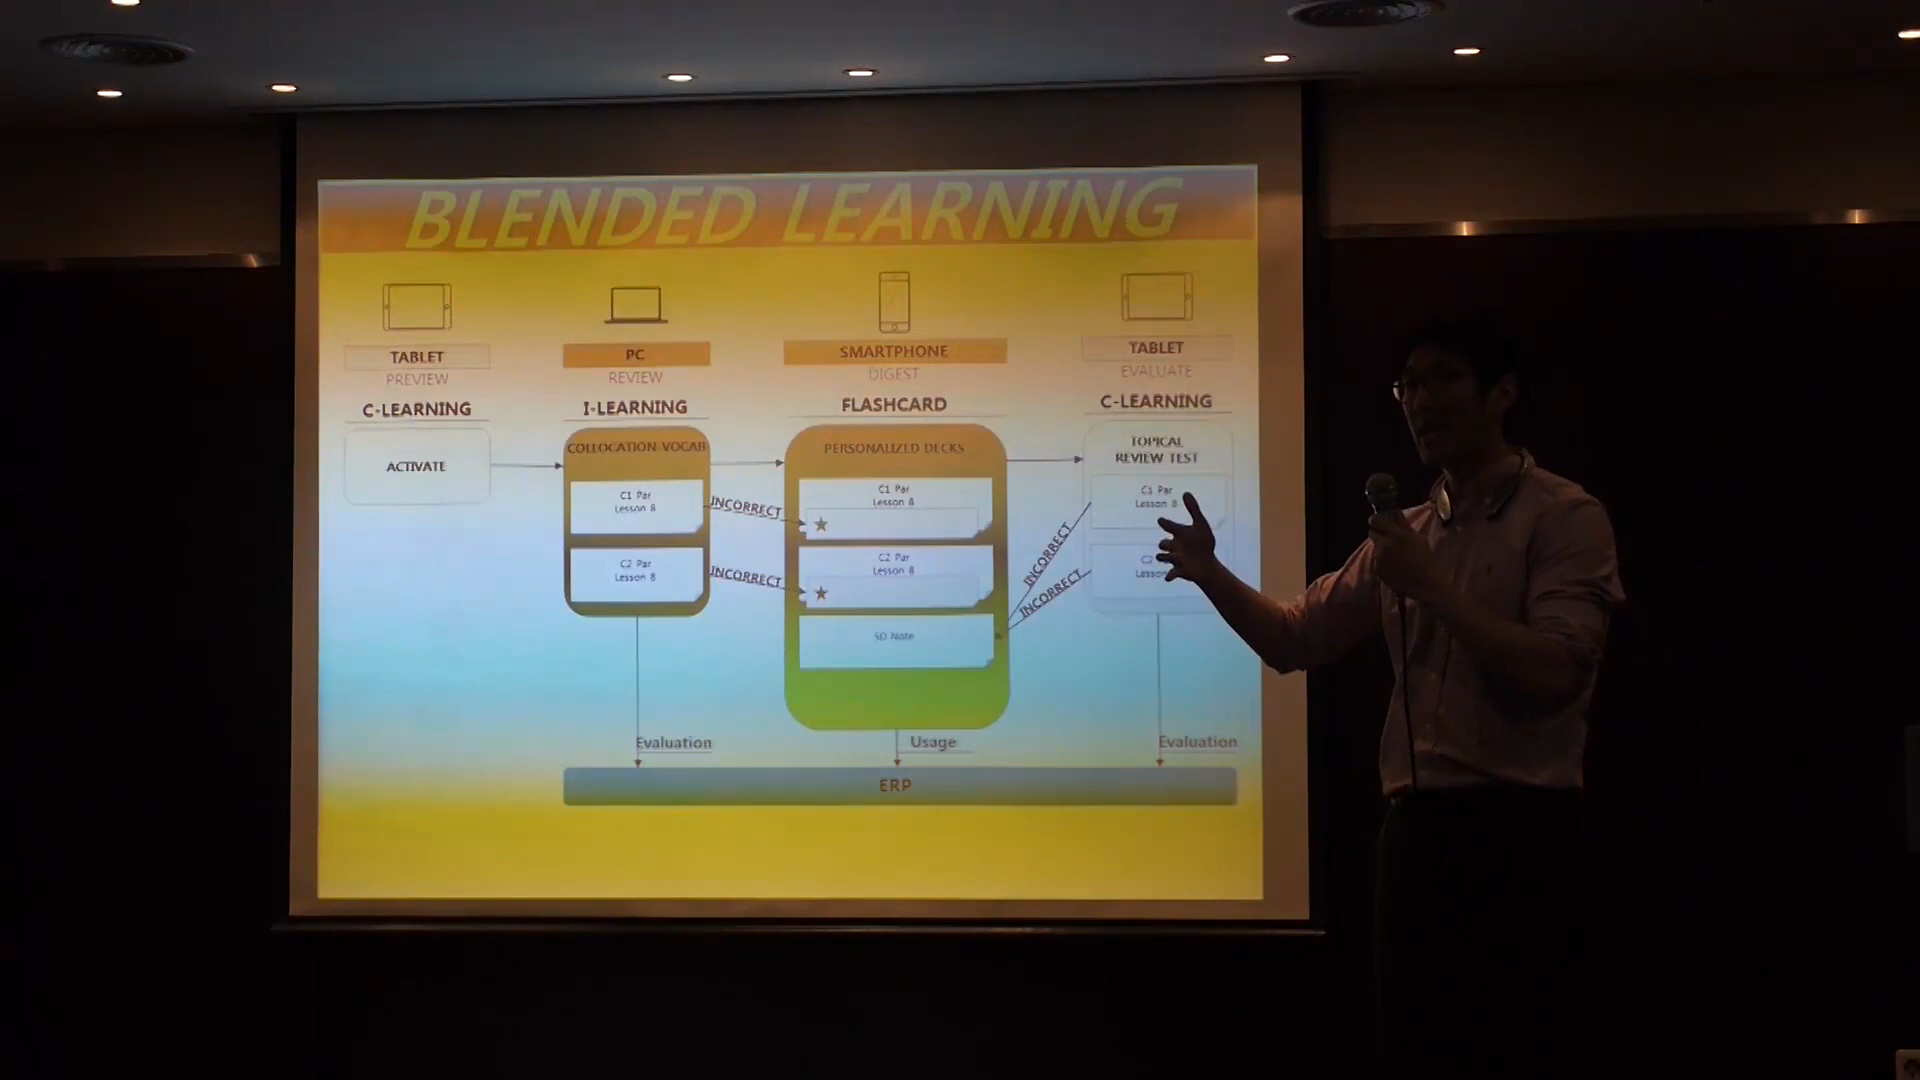 BLENDED LEARNING
TABLET
PREVIEW
C-LEARNING
ACTIVATE
PC
REVIEW
I-LEARNING
COLLOCATION VOCAB
C1 Par
Lesson 8
C2 Par
Lesson 8
INCORRECT
INCORRECT
SMARTPHONE
DIGEST
FLASHCARD
PERSONALIZED DECKS
C1 Par
Lesson 8
C2 Par
Lesson 8
SD Note
INCORRECT
INCORRECT
TABLET
EVALUATE
C-LEARNING
TOPICAL
REVIEW TEST
C1 Par
Lesson 8
C2
Lesson
Evaluation
Usage
Evaluation
ERP